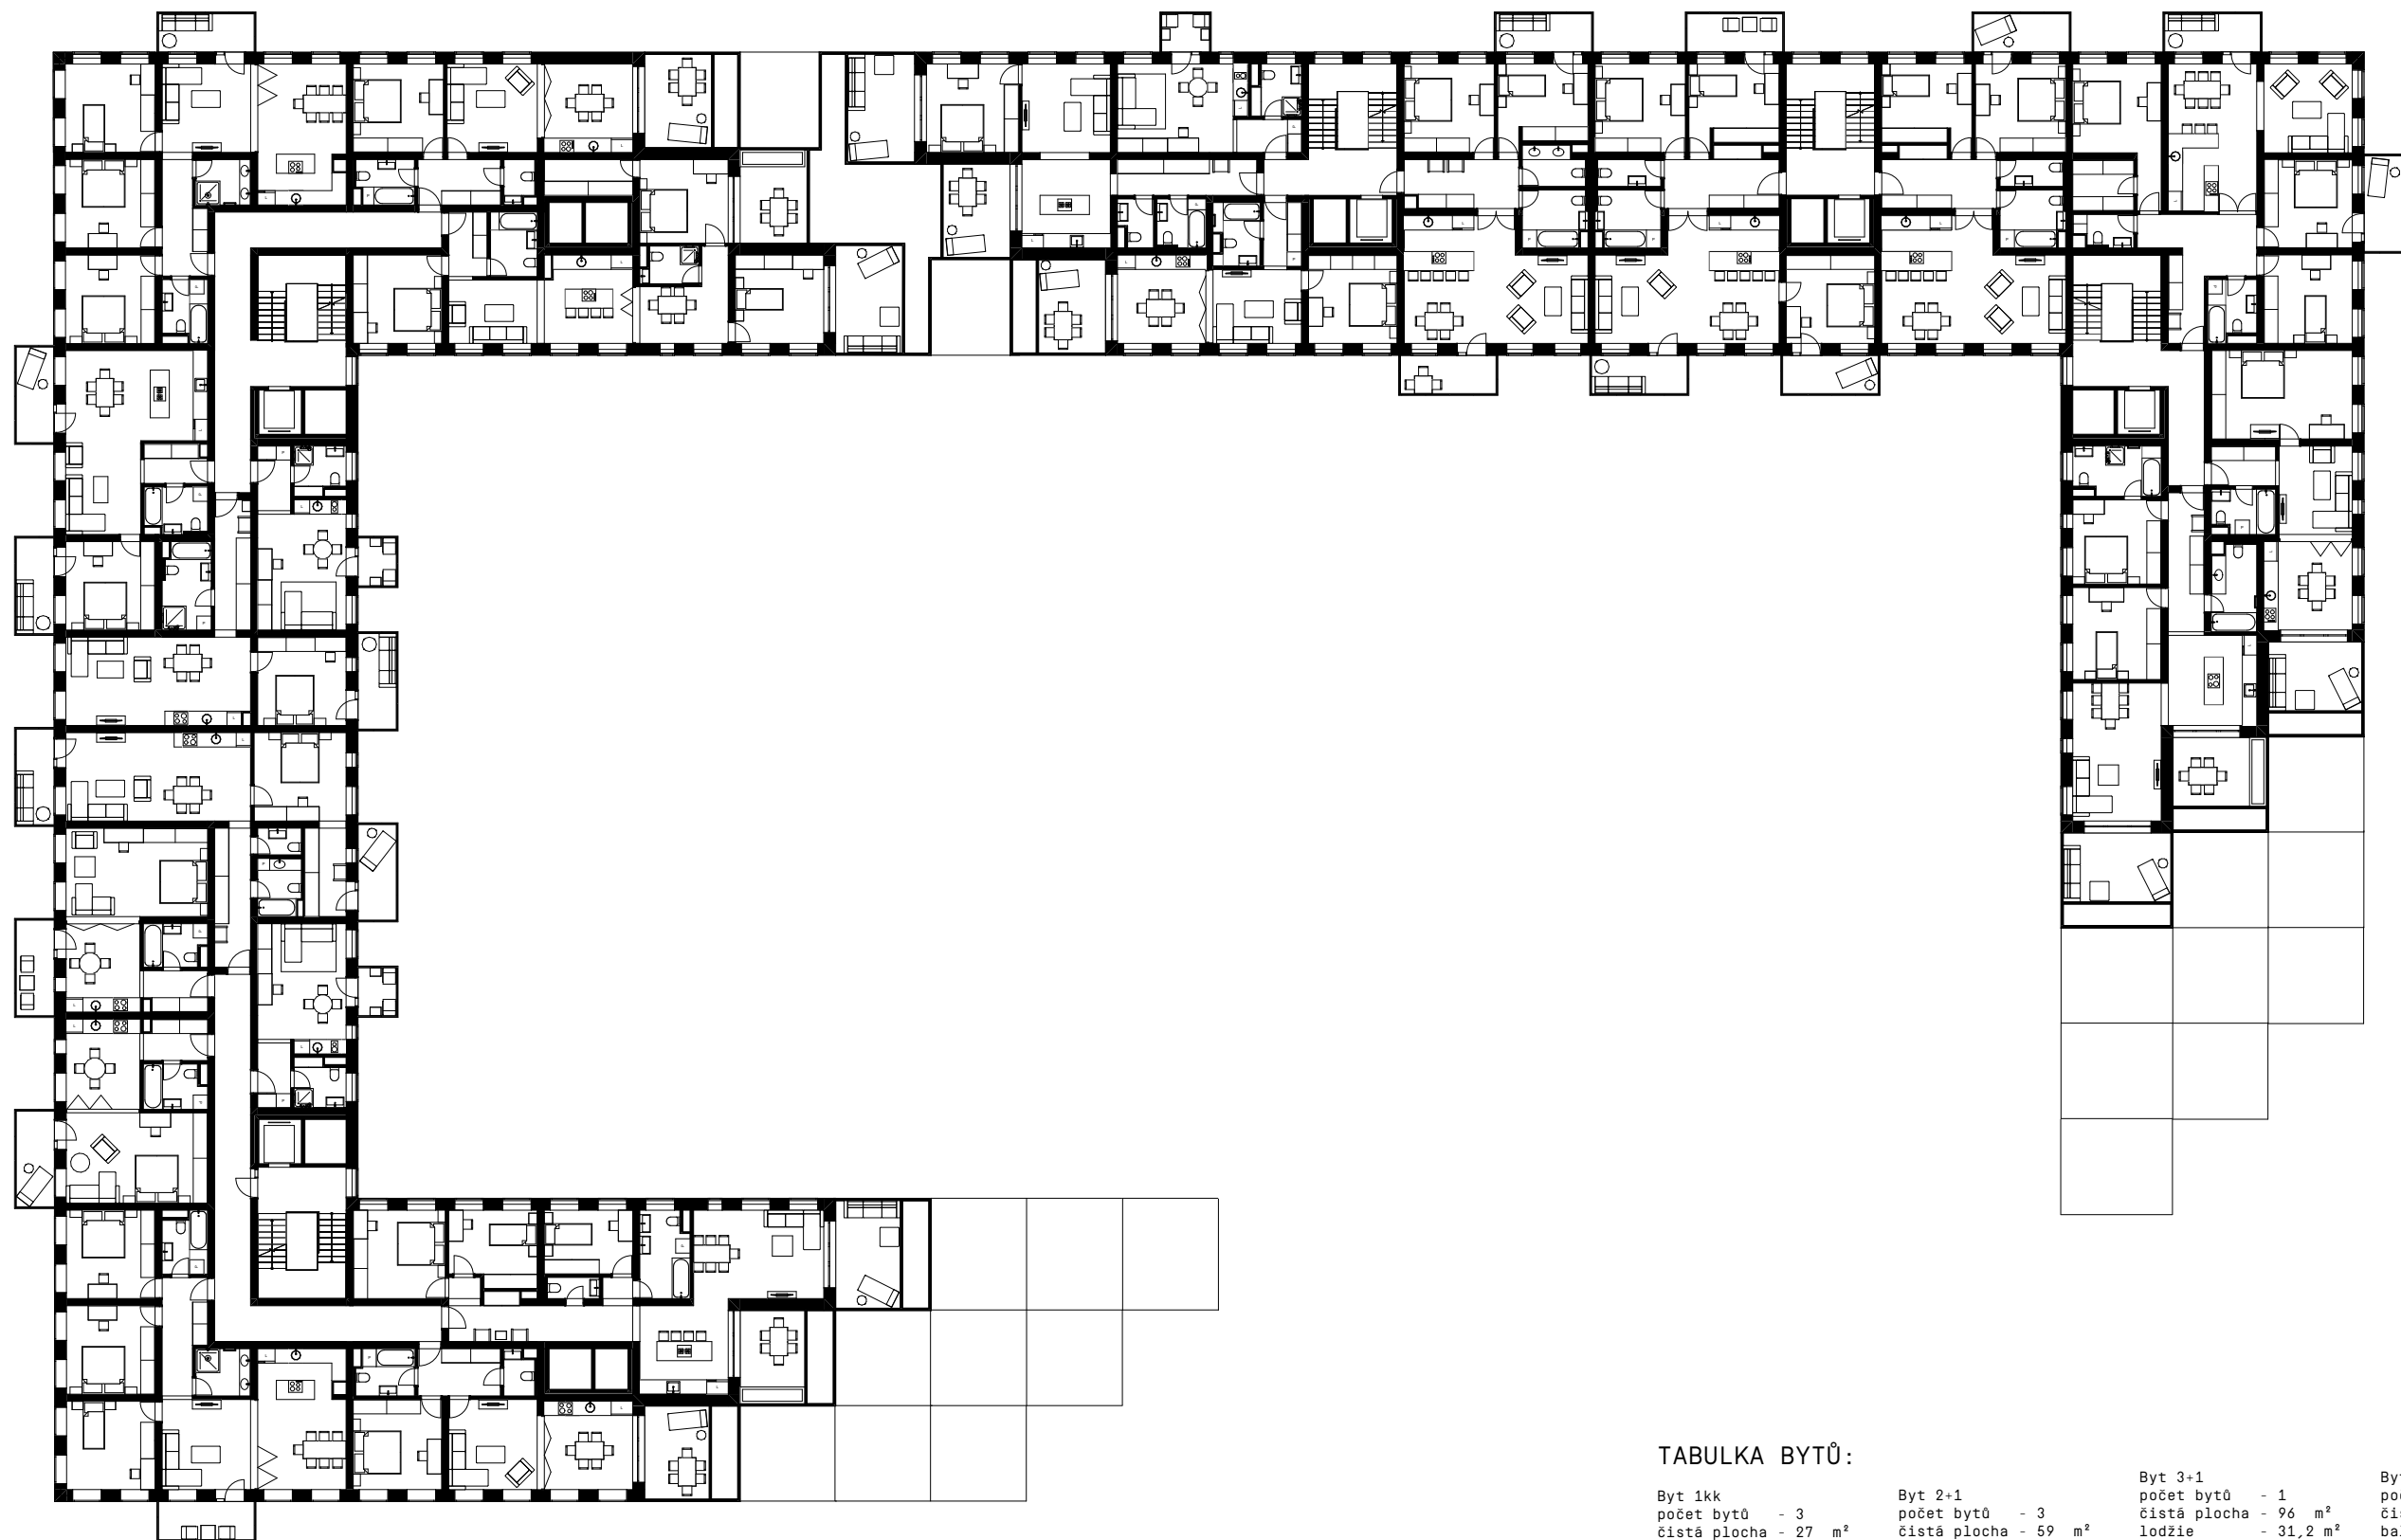 TABULKA BYTŮ:
Byt 1kk
počet bytů - 3
čistá plocha - 27 m²
Byt 2+1
počet bytů - 3
čistá plocha - 59 m²
Byt 3+1
počet bytů - 1
čistá plocha - 96 m²
lodžie - 31,2 m²